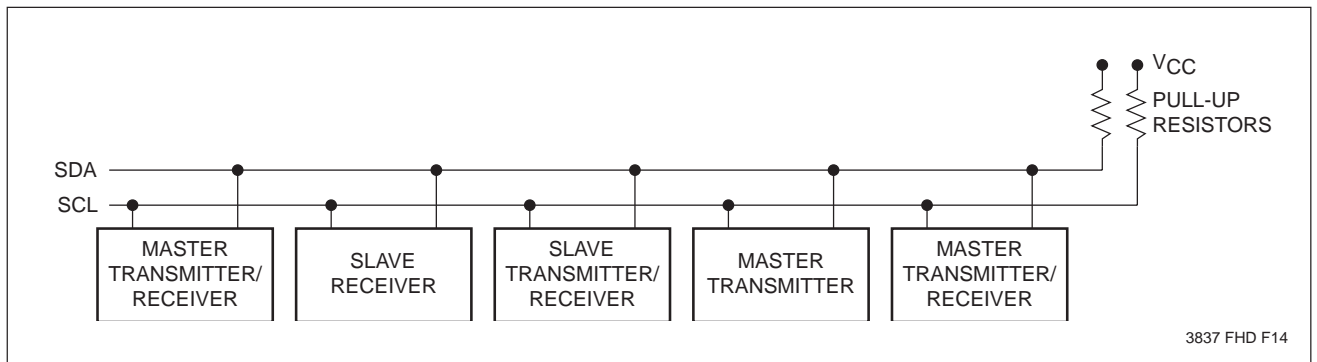 VCC
PULL-UP
RESISTORS
SDA
SCL
MASTER
TRANSMITTER/
RECEIVER
SLAVE
RECEIVER
SLAVE
TRANSMITTER/
RECEIVER
MASTER
TRANSMITTER
MASTER
TRANSMITTER/
RECEIVER
3837 FHD F14